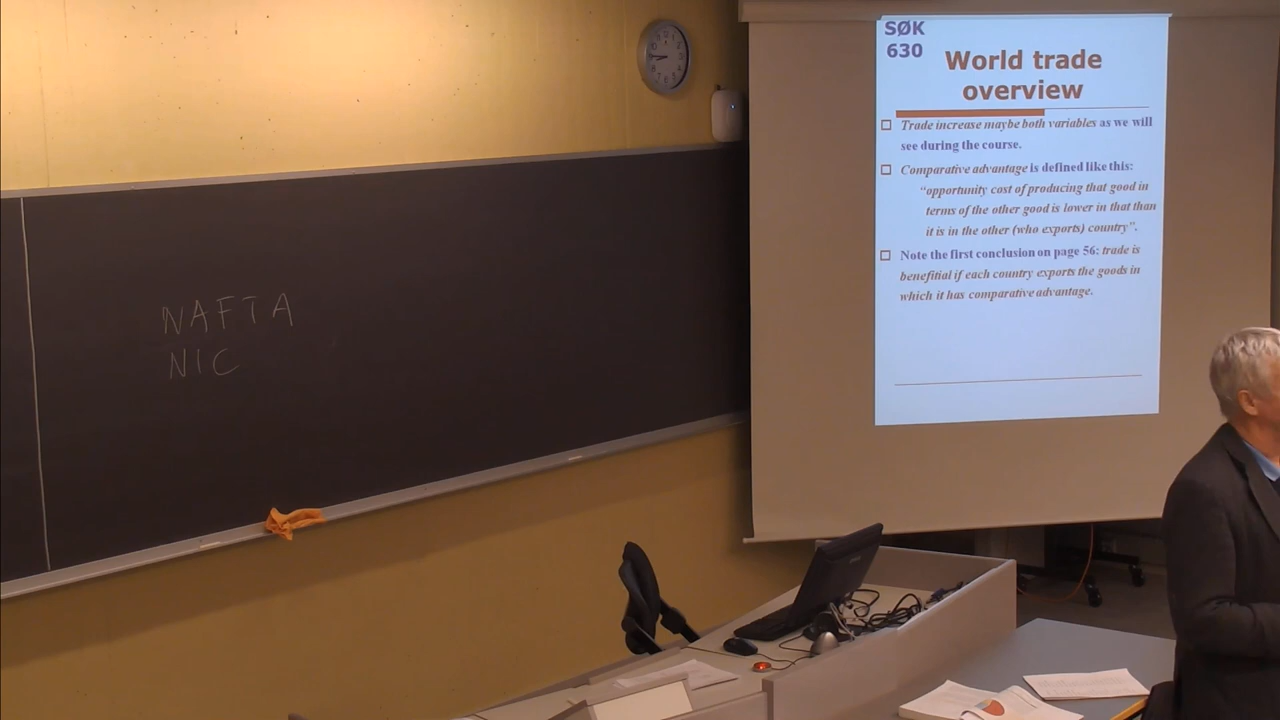 NAFTA
NIC
SØK
630
World trade
overview
Trade increase maybe both variables as we will
see during the course.
Comparative advantage is defined like this:
“opportunity cost of producing that good in
terms of the other good is lower in that than
it is in the other (who exports) country”.
Note the first conclusion on page 56: trade is
benefitial if each country exports the goods in
which it has comparative advantage.